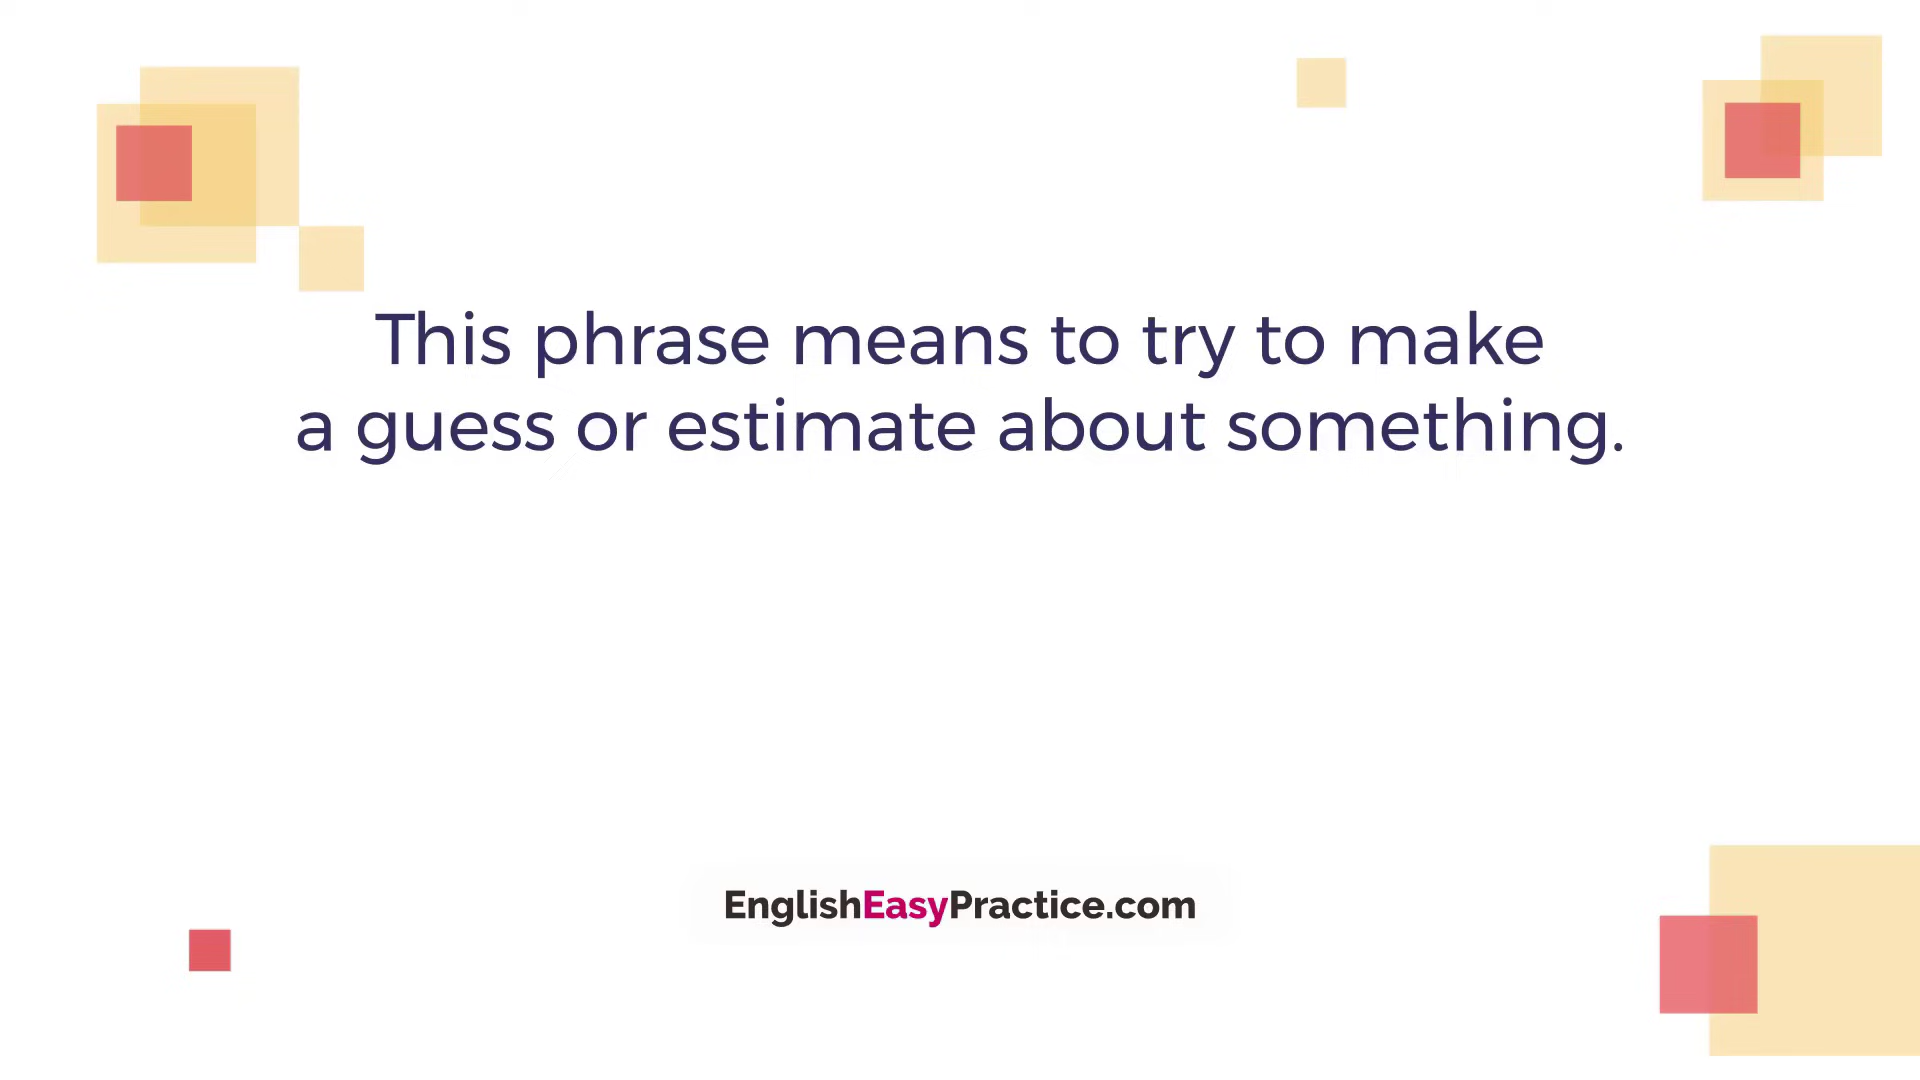 This phrase means to try to make
a guess or estimate about something.
EnglishEasyPractice.com